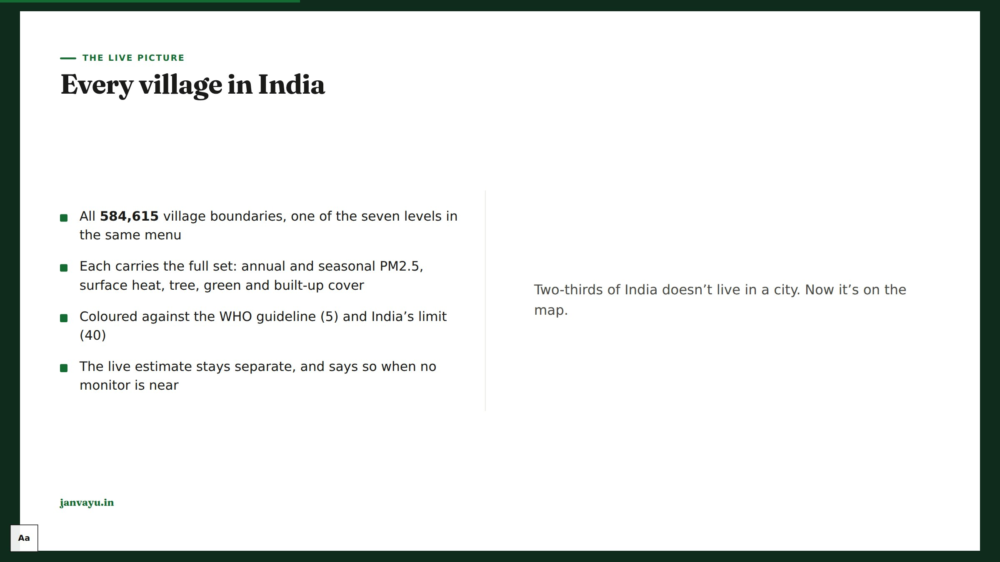 THE LIVE PICTURE
Every village in India
All 584,615 village boundaries, one of the seven levels in
the same menu
Each carries the full set: annual and seasonal PM2.5,
surface heat, tree, green and built-up cover
Coloured against the WHO guideline (5) and India’s limit
(40)
The live estimate stays separate, and says so when no
monitor is near
Two-thirds of India doesn’t live in a city. Now it’s on the
map.
janvayu.in
Aa